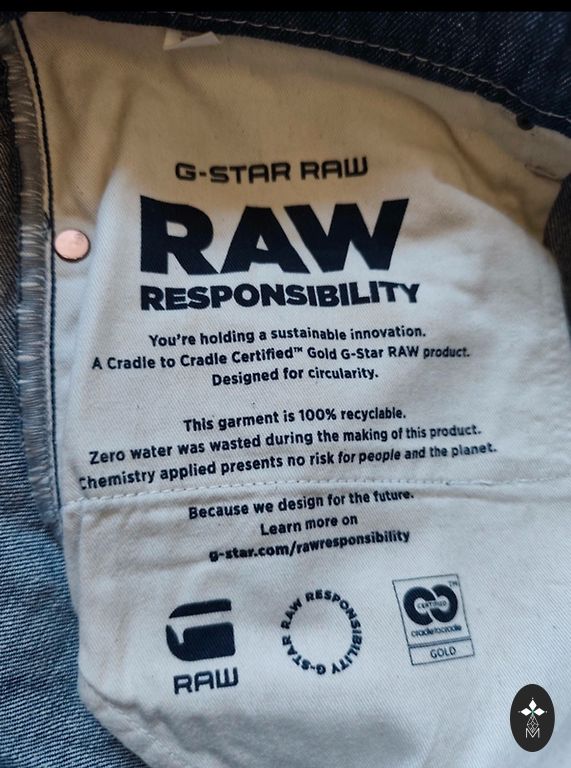 G-STAR RAW
RAW
RESPONSIBILITY
You're holding a sustainable innovation.
A Cradle to Cradle Certified™ Gold G-Star RAW product.
Designed for circularity.
This garment is 100% recyclable.
Zero water was wasted during the making of this product.
Chemistry applied presents no risk for people and the planet.
Because we design for the future.
Learn more on
g-star.com/rawresponsibility
RAW
G-STAR RAW RESPONSIBILITY
CERTIFIED
cradletocradle
™
GOLD